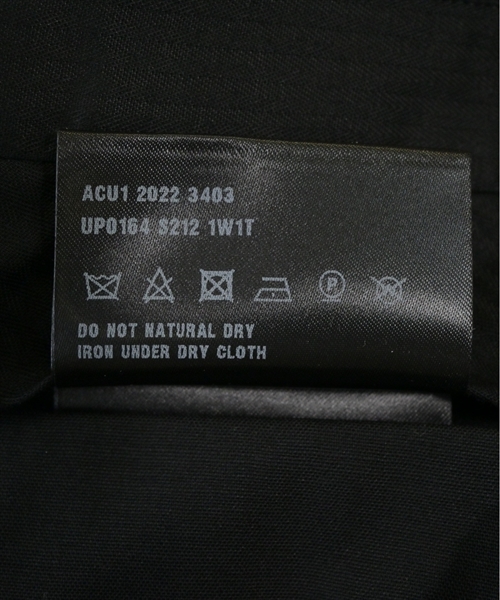 ACU1 2022 3403
UP0164 S212 1W1T
P
W
DO NOT NATURAL DRY
IRON UNDER DRY CLOTH